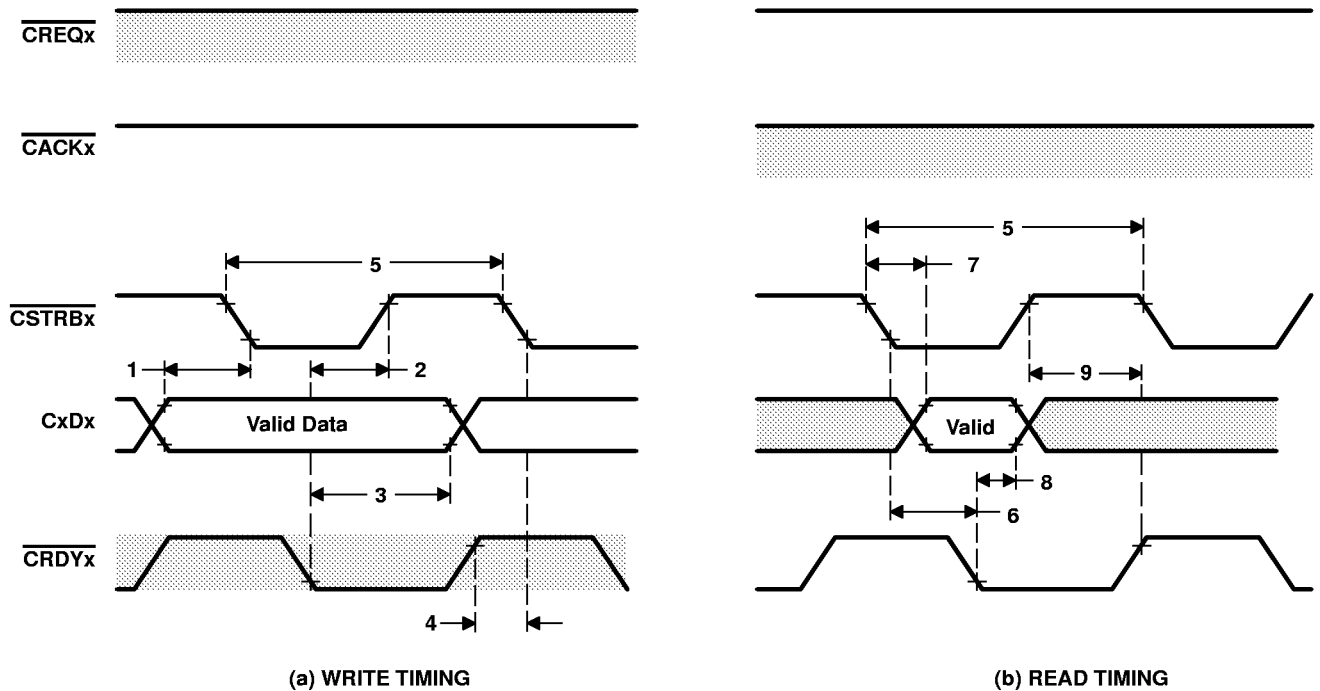 CREQx
CACKx
5
5
7
CSTRBx
1
2
9
CxDx
Valid Data
Valid
3
8
6
CRDYx
4
(a) WRITE TIMING
(b) READ TIMING